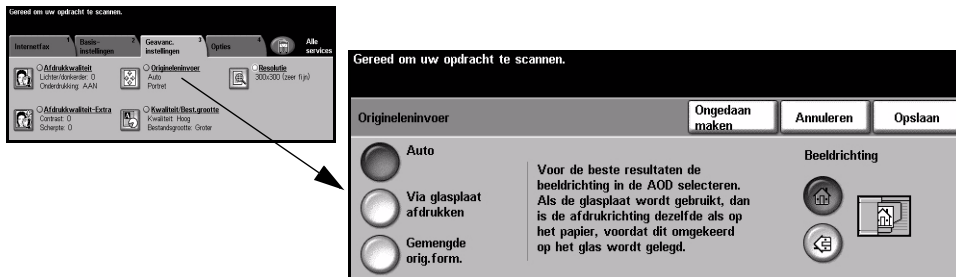 Gereed om uw opdracht te scannen.
Internetfax 1
Basis- instellingen 2
Geavanc. instellingen 3
Opties 4
Alle services
Afdrukkwaliteit
Lichter/donkerder: 0
Onderdrukking: AAN
Origineleninvoer
Auto
Portret
Resolutie
300x300 (zeer fijn)
Afdrukkwaliteit-Extra
Contrast: 0
Scherpte: 0
Kwaliteit/Best.grootte
Kwaliteit: Hoog
Bestandsgrootte: Groter
Gereed om uw opdracht te scannen.
Origineleninvoer
Ongedaan
maken
Annuleren
Opslaan
Auto
Via glasplaat
afdrukken
Gemengde
orig.form.
Voor de beste resultaten de
beeldrichting in de AOD selecteren.
Als de glasplaat wordt gebruikt, dan
is de afdrukrichting dezelfde als op
het papier, voordat dit omgekeerd
op het glas wordt gelegd.
Beeldrichting